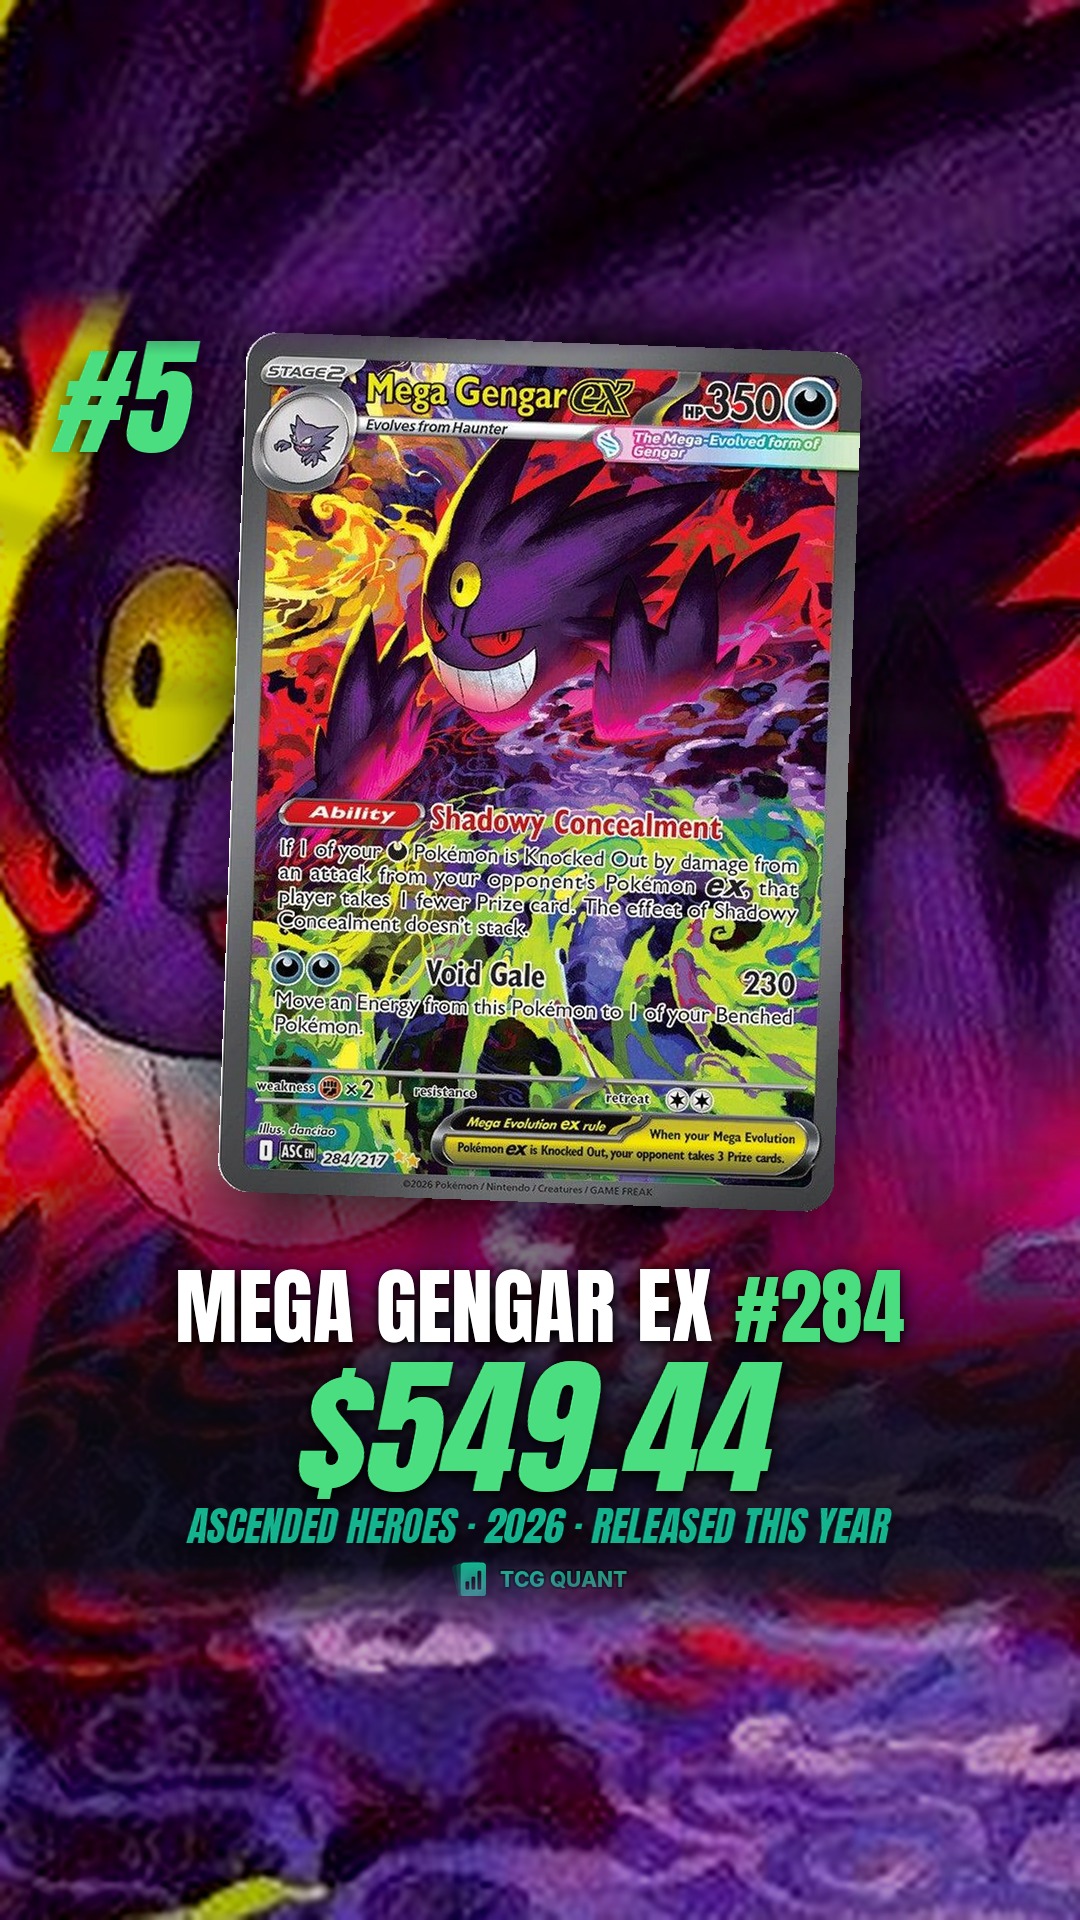 #5
STAGE2
Mega Gengar ex
HP350
Evolves from Haunter
The Mega-Evolved form of
Gengar
Ability Shadowy Concealment
If 1 of your Pokémon is Knocked Out by damage from
an attack from your opponent's Pokémon ex, that
player takes 1 fewer Prize card. The effect of Shadowy
Concealment doesn't stack.
Void Gale 230
Move an Energy from this Pokémon to 1 of your Benched
Pokémon.
weakness ×2 resistance retreat
Illus. danciao
Mega Evolution ex rule
When your Mega Evolution
Pokémon ex is Knocked Out, your opponent takes 3 Prize cards.
I ASC EN 284/217
©2026 Pokémon / Nintendo / Creatures / GAME FREAK
MEGA GENGAR EX #284
$549.44
ASCENDED HEROES · 2026 · RELEASED THIS YEAR
TCG QUANT